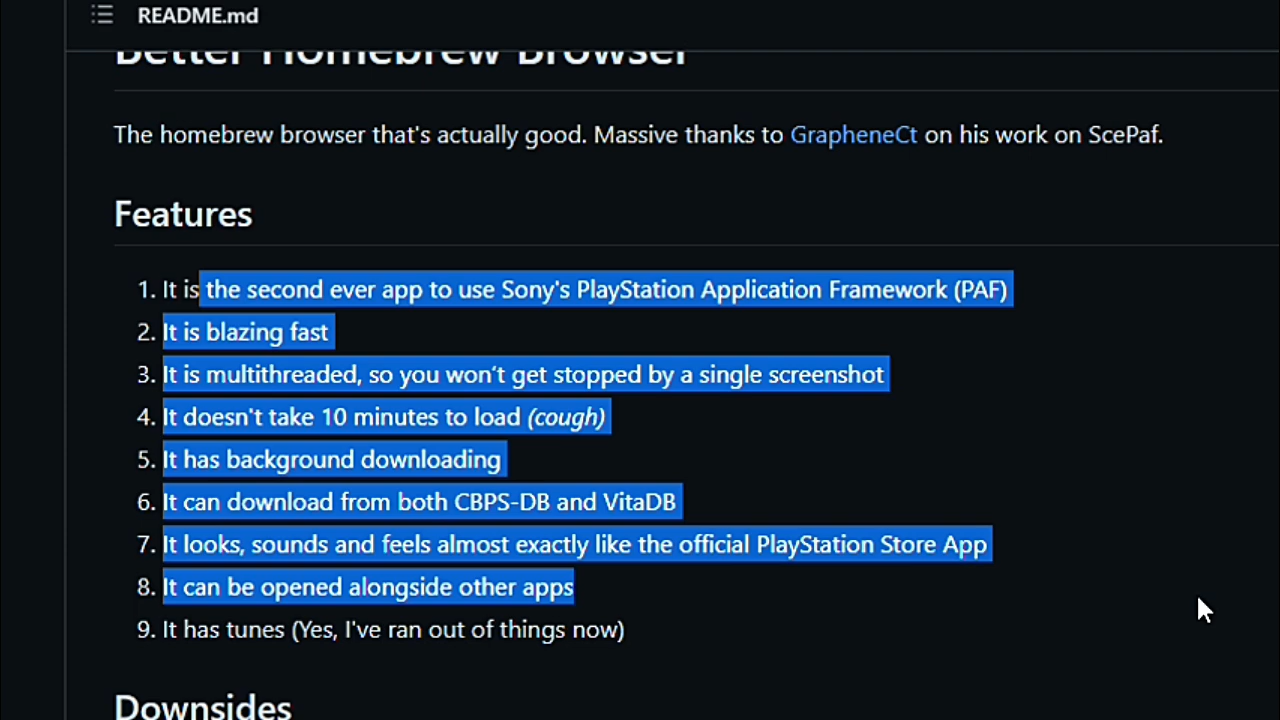 README.md
Better Homebrew Browser
The homebrew browser that's actually good. Massive thanks to GrapheneCt on his work on ScePaf.
Features
1. It is the second ever app to use Sony's PlayStation Application Framework (PAF)
2. It is blazing fast
3. It is multithreaded, so you won‘t get stopped by a single screenshot
4. It doesn't take 10 minutes to load (cough)
5. It has background downloading
6. It can download from both CBPS-DB and VitaDB
7. It looks, sounds and feels almost exactly like the official PlayStation Store App
8. It can be opened alongside other apps
9. It has tunes (Yes, I've ran out of things now)
Downsides